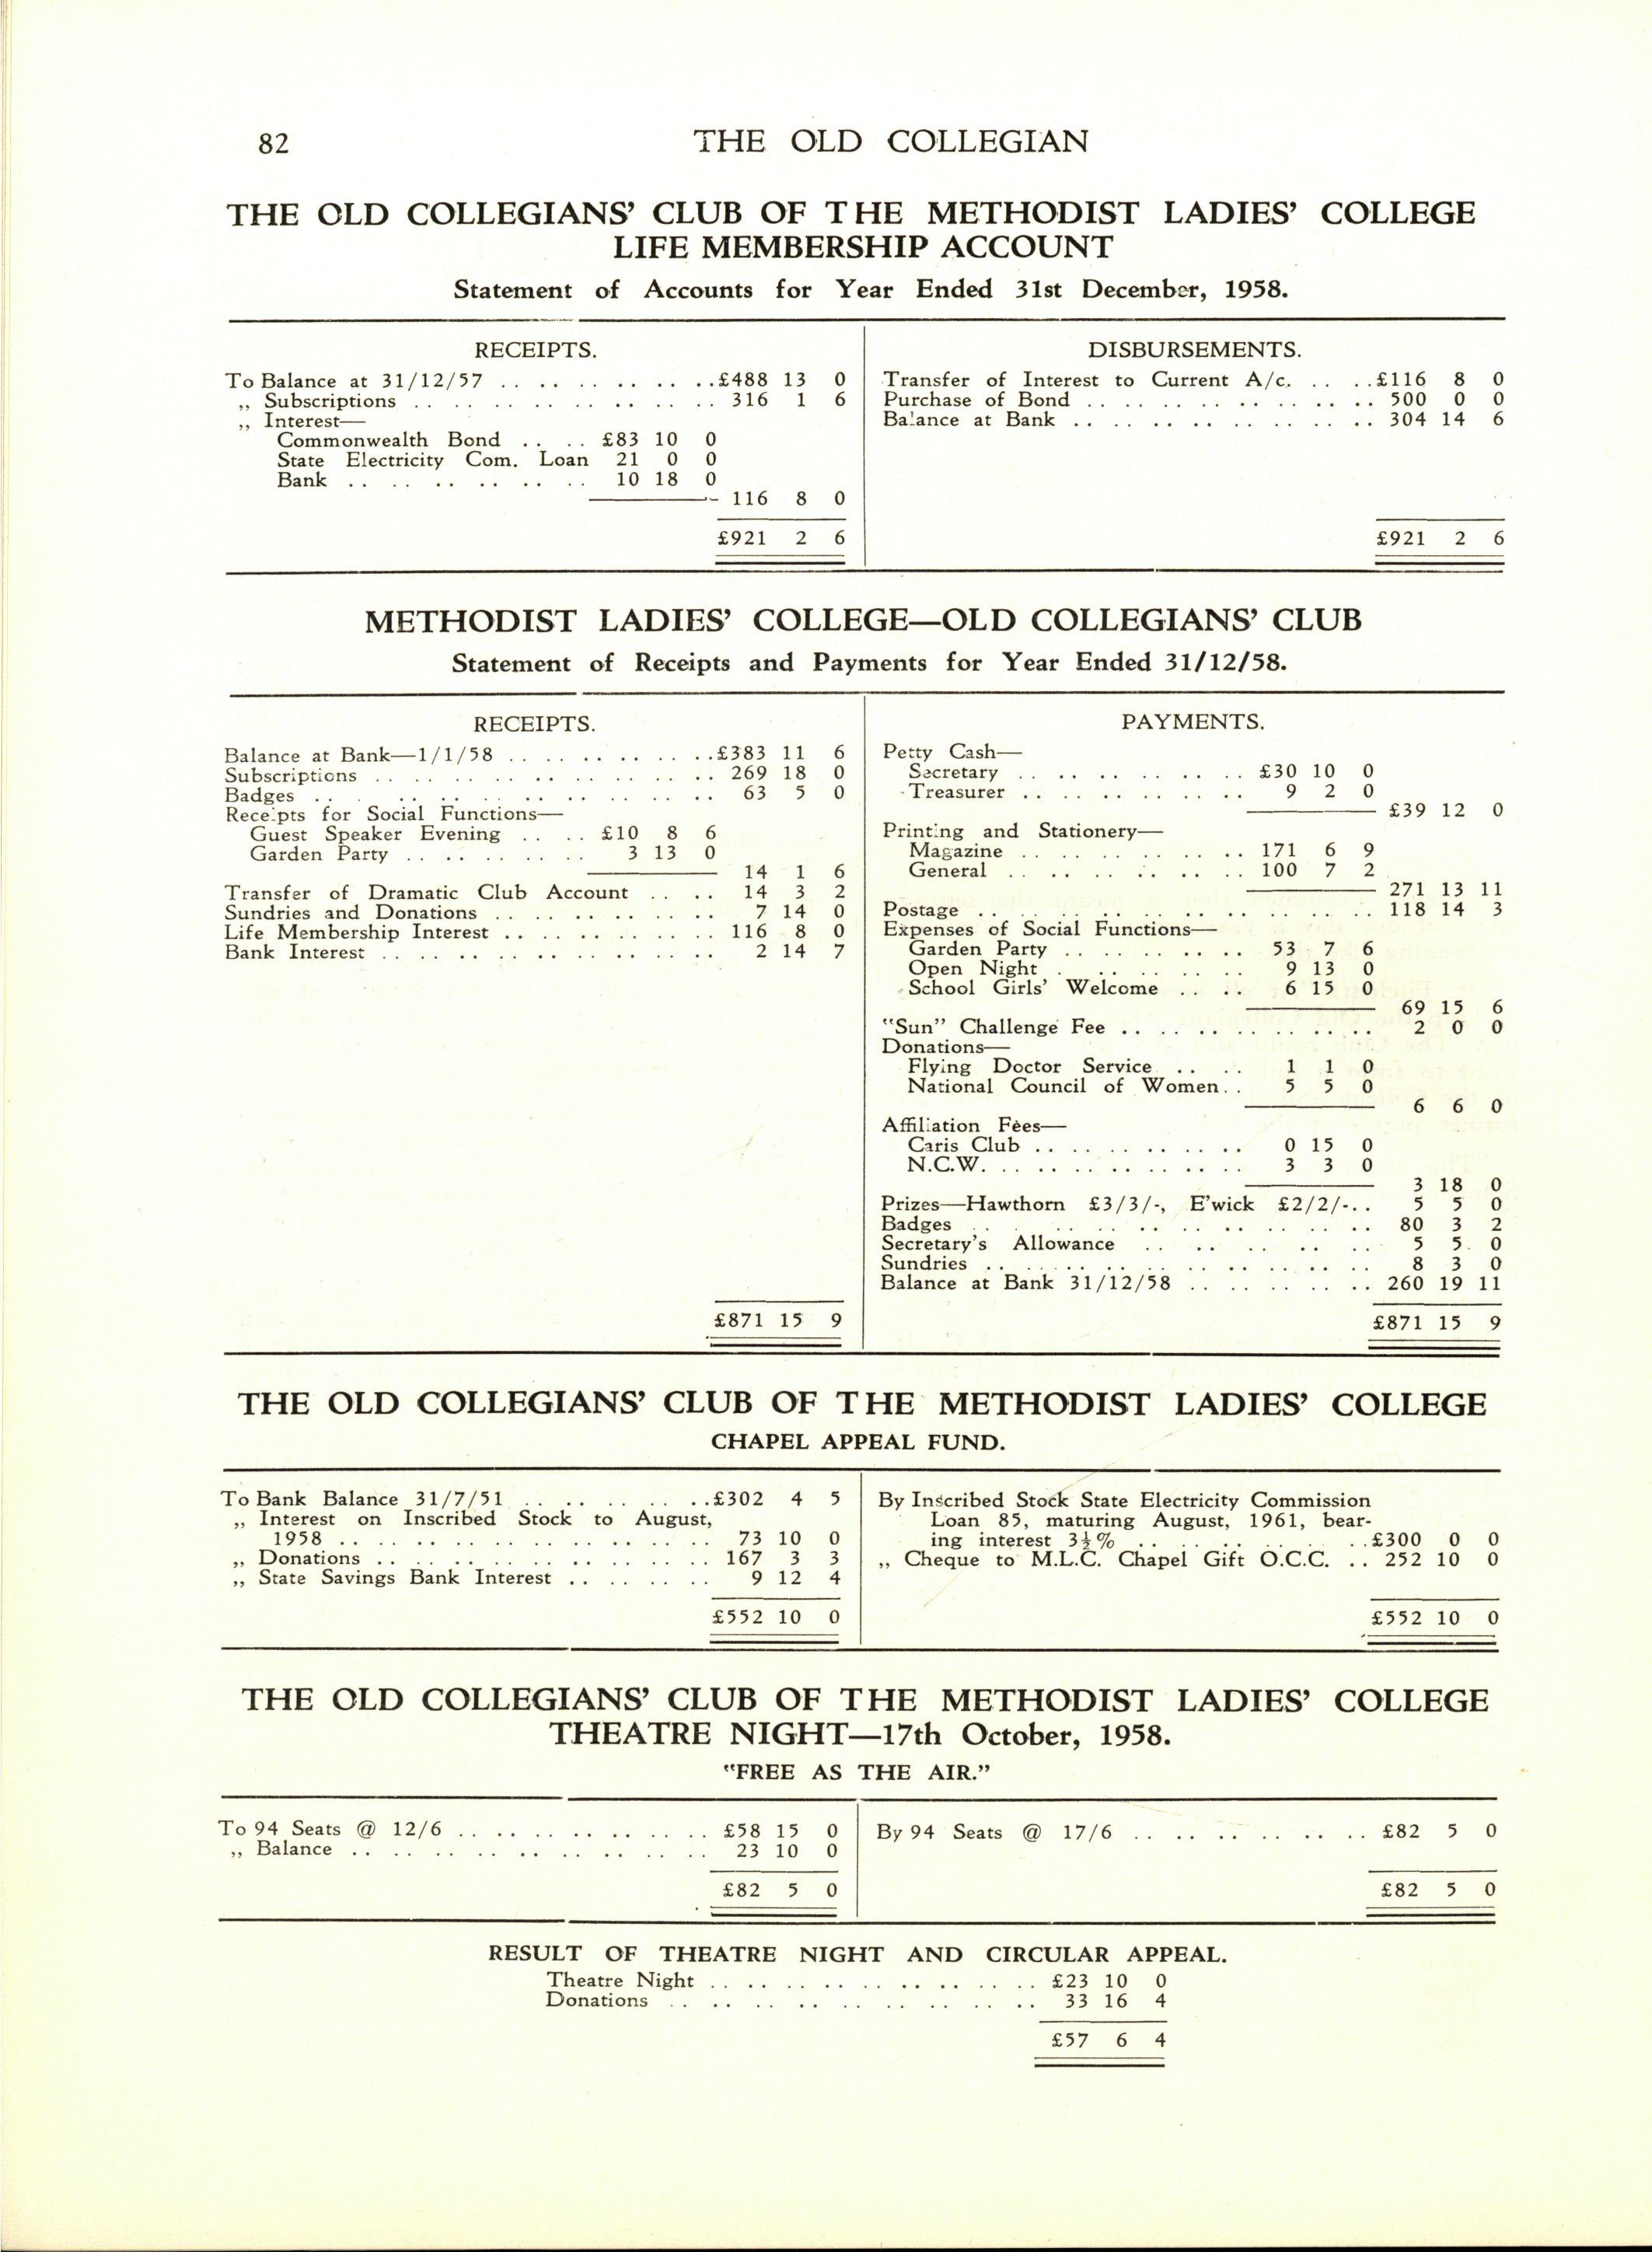 82
THE OLD COLLEGIAN
THE OLD COLLEGIANS' CLUB OF THE METHODIST LADIES' COLLEGE
LIFE MEMBERSHIP ACCOUNT
Statement of Accounts for Year Ended 31st December, 1958.
RECEIPTS.
To Balance at 31/12/57 .. .. .. .. .. .. £488 13 0
,, Subscriptions .. .. .. .. .. .. .. .. 316 1 6
,, Interest—
Commonwealth Bond .. .. £83 10 0
State Electricity Com. Loan 21 0 0
Bank .. .. .. .. .. .. 10 18 0
116 8 0
£921 2 6
DISBURSEMENTS.
Transfer of Interest to Current A/c. .. .. £116 8 0
Purchase of Bond .. .. .. .. .. .. .. 500 0 0
Balance at Bank .. .. .. .. .. .. .. .. 304 14 6
£921 2 6
METHODIST LADIES' COLLEGE—OLD COLLEGIANS' CLUB
Statement of Receipts and Payments for Year Ended 31/12/58.
RECEIPTS.
Balance at Bank—1/1/58 .. .. .. .. .. .. £383 11 6
Subscriptions .. .. .. .. .. .. .. .. .. 269 18 0
Badges .. .. .. .. .. .. .. .. .. 63 5 0
Receipts for Social Functions—
Guest Speaker Evening .. .. £10 8 6
Garden Party .. .. .. .. .. 3 13 0
14 1 6
Transfer of Dramatic Club Account .. .. 14 3 2
Sundries and Donations .. .. .. .. .. .. 7 14 0
Life Membership Interest .. .. .. .. .. .. 116 8 0
Bank Interest .. .. .. .. .. .. .. .. .. 2 14 7
£871 15 9
PAYMENTS.
Petty Cash—
Secretary .. .. .. .. .. .. £30 10 0
Treasurer .. .. .. .. .. .. 9 2 0
£39 12 0
Printing and Stationery—
Magazine .. .. .. .. .. .. 171 6 9
General .. .. .. .. .. .. 100 7 2
271 13 11
Postage .. .. .. .. .. .. .. .. .. .. 118 14 3
Expenses of Social Functions—
Garden Party .. .. .. .. .. 53 7 6
Open Night .. .. .. .. .. 9 13 0
School Girls' Welcome .. .. 6 15 0
69 15 6
"Sun" Challenge Fee .. .. .. .. .. .. .. 2 0 0
Donations—
Flying Doctor Service .. .. 1 1 0
National Council of Women .. 5 5 0
6 6 0
Affiliation Fees—
Caris Club .. .. .. .. .. .. 0 15 0
N.C.W. .. .. .. .. .. .. .. 3 3 0
3 18 0
Prizes—Hawthorn £3/3/-, E'wick £2/2/- .. 5 5 0
Badges .. .. .. .. .. .. .. .. .. 80 3 2
Secretary's Allowance .. .. .. .. .. 5 5 0
Sundries .. .. .. .. .. .. .. .. .. .. 8 3 0
Balance at Bank 31/12/58 .. .. .. .. .. 260 19 11
£871 15 9
THE OLD COLLEGIANS' CLUB OF THE METHODIST LADIES' COLLEGE
CHAPEL APPEAL FUND.
To Bank Balance 31/7/51 .. .. .. .. .. £302 4 5
,, Interest on Inscribed Stock to August,
1958 .. .. .. .. .. .. .. .. .. .. 73 10 0
,, Donations .. .. .. .. .. .. .. .. .. 167 3 3
,, State Savings Bank Interest .. .. .. .. 9 12 4
£552 10 0
By Inscribed Stock State Electricity Commission
Loan 85, maturing August, 1961, bear-
ing interest 3½% .. .. .. .. .. .. £300 0 0
,, Cheque to M.L.C. Chapel Gift O.C.C. .. 252 10 0
£552 10 0
THE OLD COLLEGIANS' CLUB OF THE METHODIST LADIES' COLLEGE
THEATRE NIGHT—17th October, 1958.
"FREE AS THE AIR."
To 94 Seats @ 12/6 .. .. .. .. .. .. .. £58 15 0
,, Balance .. .. .. .. .. .. .. .. .. 23 10 0
£82 5 0
By 94 Seats @ 17/6 .. .. .. .. .. .. £82 5 0
£82 5 0
RESULT OF THEATRE NIGHT AND CIRCULAR APPEAL.
Theatre Night .. .. .. .. .. .. .. .. £23 10 0
Donations .. .. .. .. .. .. .. .. .. 33 16 4
£57 6 4